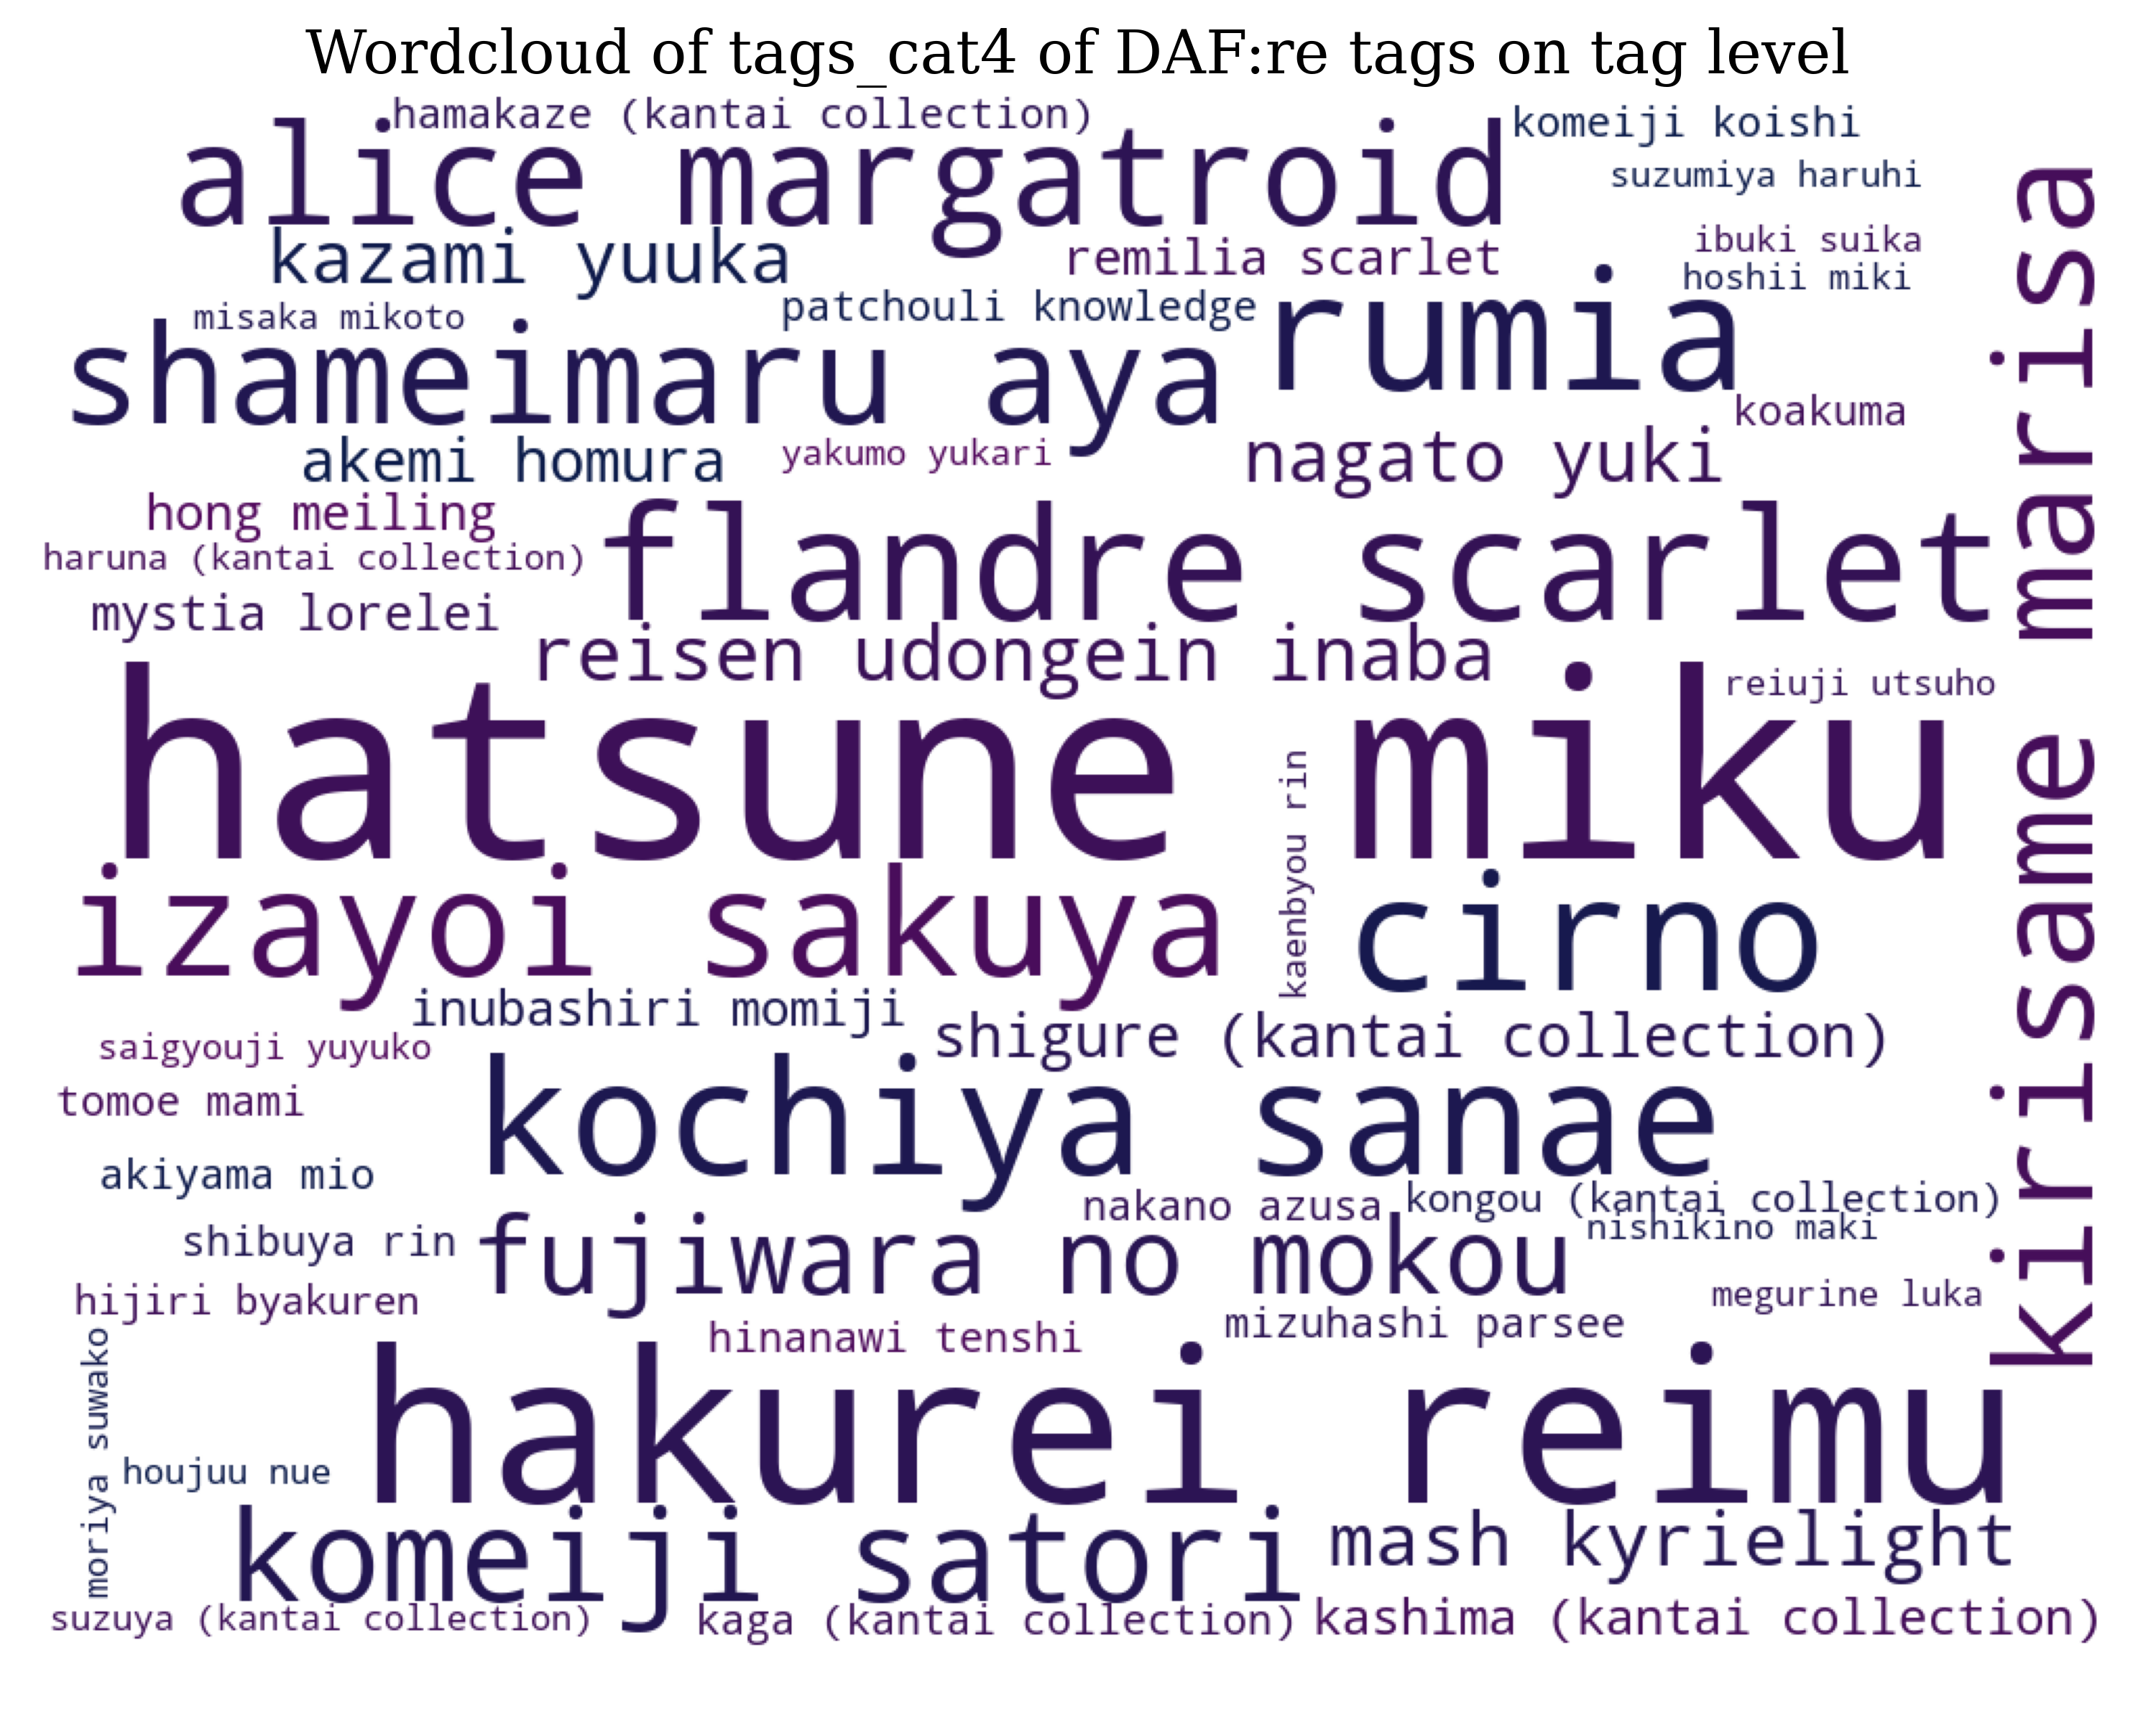 Wordcloud of tags_cat4 of DAF:re tags on tag level
hamakaze (kantai collection)
komeiji koishi
alice margatroid
suzumiya haruhi
kirisame marisa
kazami yuuka
remilia scarlet
ibuki suika
hoshii miki
misaka mikoto
patchouli knowledge
rumia
shameimaru aya
koakuma
akemi homura
yakumo yukari
nagato yuki
hong meiling
haruna (kantai collection)
flandre scarlet
mystia lorelei
reisen udongein inaba
reiuji utsuho
hatsune miku
kaenbyou rin
izayoi sakuya
cirno
inubashiri momiji
shigure (kantai collection)
saigyouji yuyuko
tomoe mami
kochiya sanae
akiyama mio
nakano azusa
kongou (kantai collection)
nishikino maki
shibuya rin
fujiwara no mokou
hijiri byakuren
megurine luka
hinanawi tenshi
mizuhashi parsee
moriya suwako
hakurei reimu
houjuu nue
komeiji satori
mash kyrielight
suzuya (kantai collection)
kaga (kantai collection)
kashima (kantai collection)